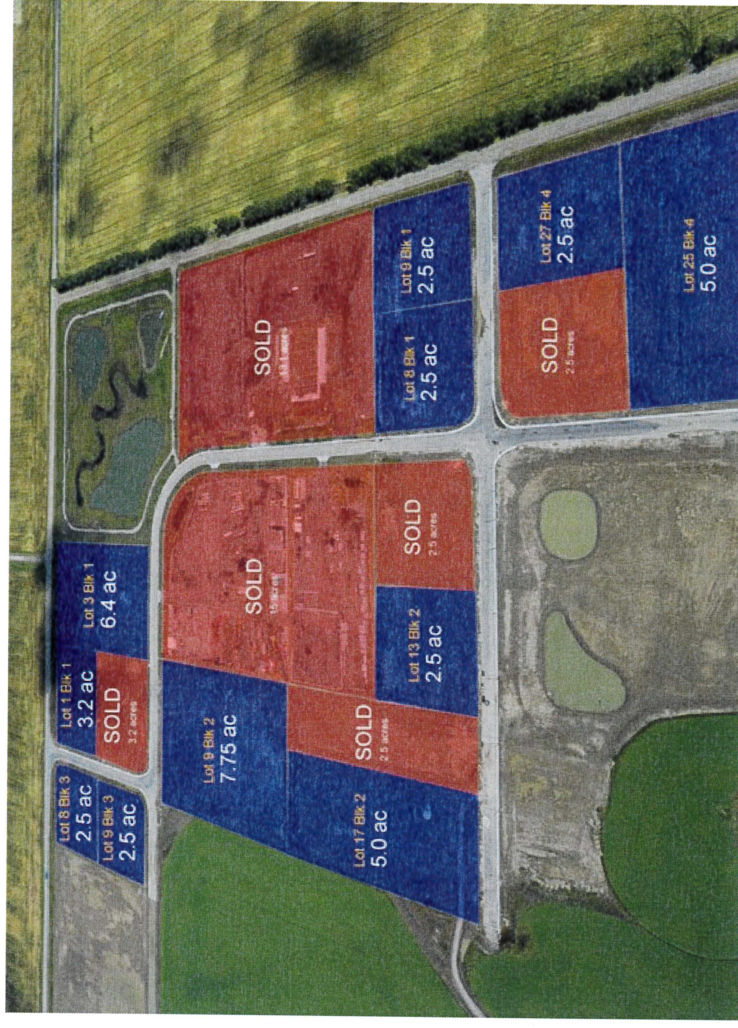 Lot 8 Blk 3
2.5 ac
Lot 9 Blk 3
2.5 ac
Lot 1 Blk 1
3.2 ac
SOLD
3.2 acres
Lot 3 Blk 1
6.4 ac
Lot 9 Blk 2
7.75 ac
SOLD
15 acres
SOLD
13.1 acres
Lot 17 Blk 2
5.0 ac
SOLD
2.5 acres
Lot 13 Blk 2
2.5 ac
SOLD
2.5 acres
Lot 8 Blk 1
2.5 ac
Lot 9 Blk 1
2.5 ac
SOLD
2.5 acres
Lot 27 Blk 4
2.5 ac
Lot 25 Blk 4
5.0 ac